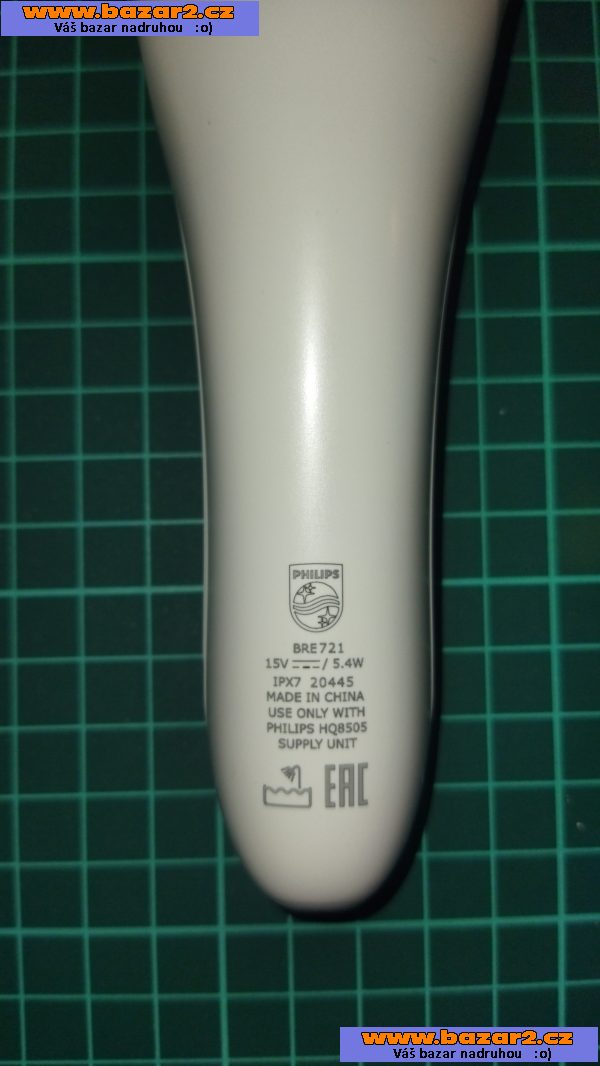 www.bazar2.cz
Váš bazar nadruhou :o)
PHILIPS
BRE721
15V ⎓ / 5.4W
IPX7 20445
MADE IN CHINA
USE ONLY WITH
PHILIPS HQ8505
SUPPLY UNIT
EAC
www.bazar2.cz
Váš bazar nadruhou :o)